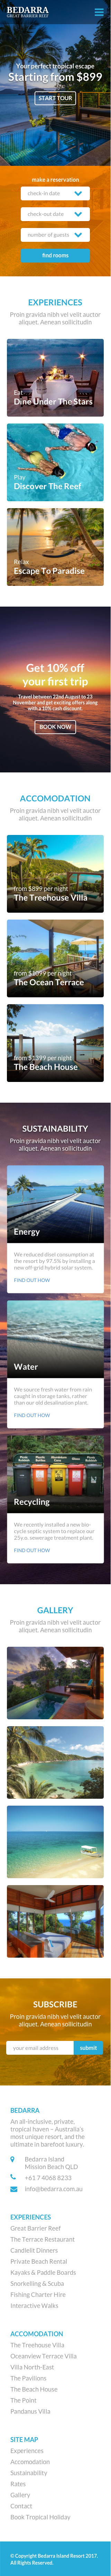 BEDARRA
GREAT BARRIER REEF
Your perfect tropical escape
Starting from $899
START TOUR
make a reservation
check-in date
check-out date
number of guests
find rooms
EXPERIENCES
Proin gravida nibh vel velit auctor
aliquet. Aenean sollicitudin
Eat
Dine Under The Stars
Play
Discover The Reef
Relax
Escape To Paradise
Get 10% off
your first trip
Travel between 22nd August to 23
November and get exciting offers along
with a 10% cash discount.
BOOK NOW
ACCOMODATION
Proin gravida nibh vel velit auctor
aliquet. Aenean sollicitudin
from $899 per night
The Treehouse Villa
from $1099 per night
The Ocean Terrace
from $1299 per night
The Beach House
SUSTAINABILITY
Proin gravida nibh vel velit auctor
aliquet. Aenean sollicitudin
Energy
We reduced disel consumption at
the resort by 97.5% by installing a
new off-grid hybrid solar system.
FIND OUT HOW
Water
We source fresh water from rain
caught in storage tanks, rather
than our old desalination plant.
FIND OUT HOW
Recycling
We recently installed a new bio-
cycle septic system to replace our
25y.o. sewerage treatment plant.
FIND OUT HOW
GALLERY
Proin gravida nibh vel velit auctor
aliquet. Aenean sollicitudin
SUBSCRIBE
Proin gravida nibh vel velit auctor
aliquet. Aenean sollicitudin
your email address
submit
BEDARRA
An all-inclusive, private,
tropical haven – Australia's
most unique resort, and the
ultimate in barefoot luxury.
Bedarra Island
Mission Beach QLD
+61 7 4068 8233
info@bedarra.com.au
EXPERIENCES
Great Barrier Reef
The Terrace Restaurant
Candlelit Dinners
Private Beach Rental
Kayaks & Paddle Boards
Snorkelling & Scuba
Fishing Charter Hire
Interactive Walks
ACCOMODATION
The Treehouse Villa
Oceanview Terrace Villa
Villa North-East
The Pavilions
The Beach House
The Point
Pandanus Villa
SITE MAP
Experiences
Accomodation
Sustainability
Rates
Gallery
Contact
Book Tropical Holiday
© Copyright Bedarra Island Resort 2017.
All Rights Reserved.